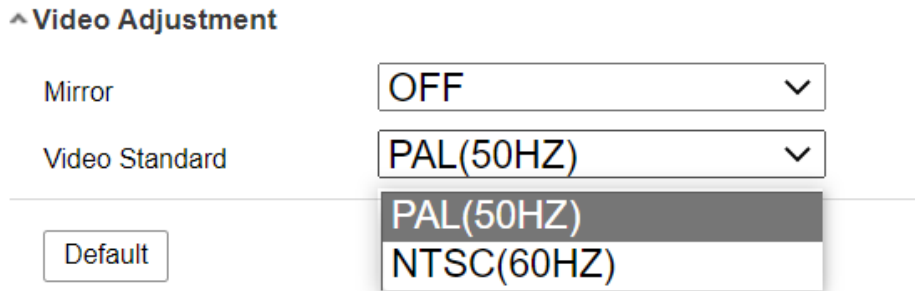 Video Adjustment
Mirror OFF
Video Standard PAL(50HZ)
PAL(50HZ)
Default NTSC(60HZ)